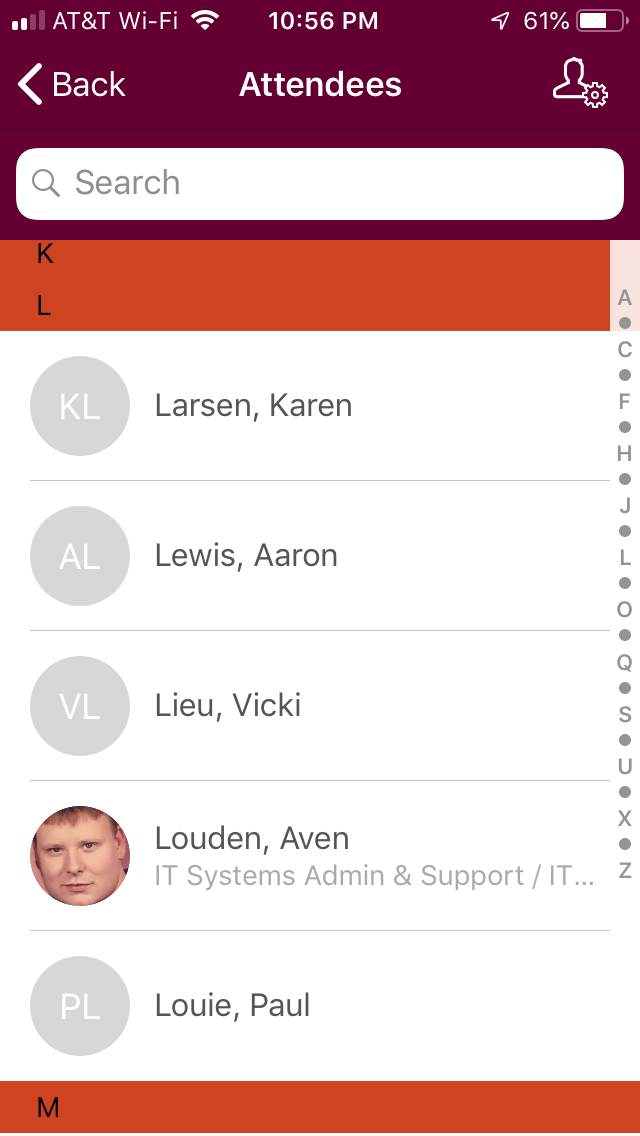 AT&T Wi-Fi 10:56 PM 61%
Back Attendees
Search
K
L
KL Larsen, Karen
AL Lewis, Aaron
VL Lieu, Vicki
Louden, Aven
IT Systems Admin & Support / IT...
PL Louie, Paul
M
A
C
F
H
J
L
O
Q
S
U
X
Z